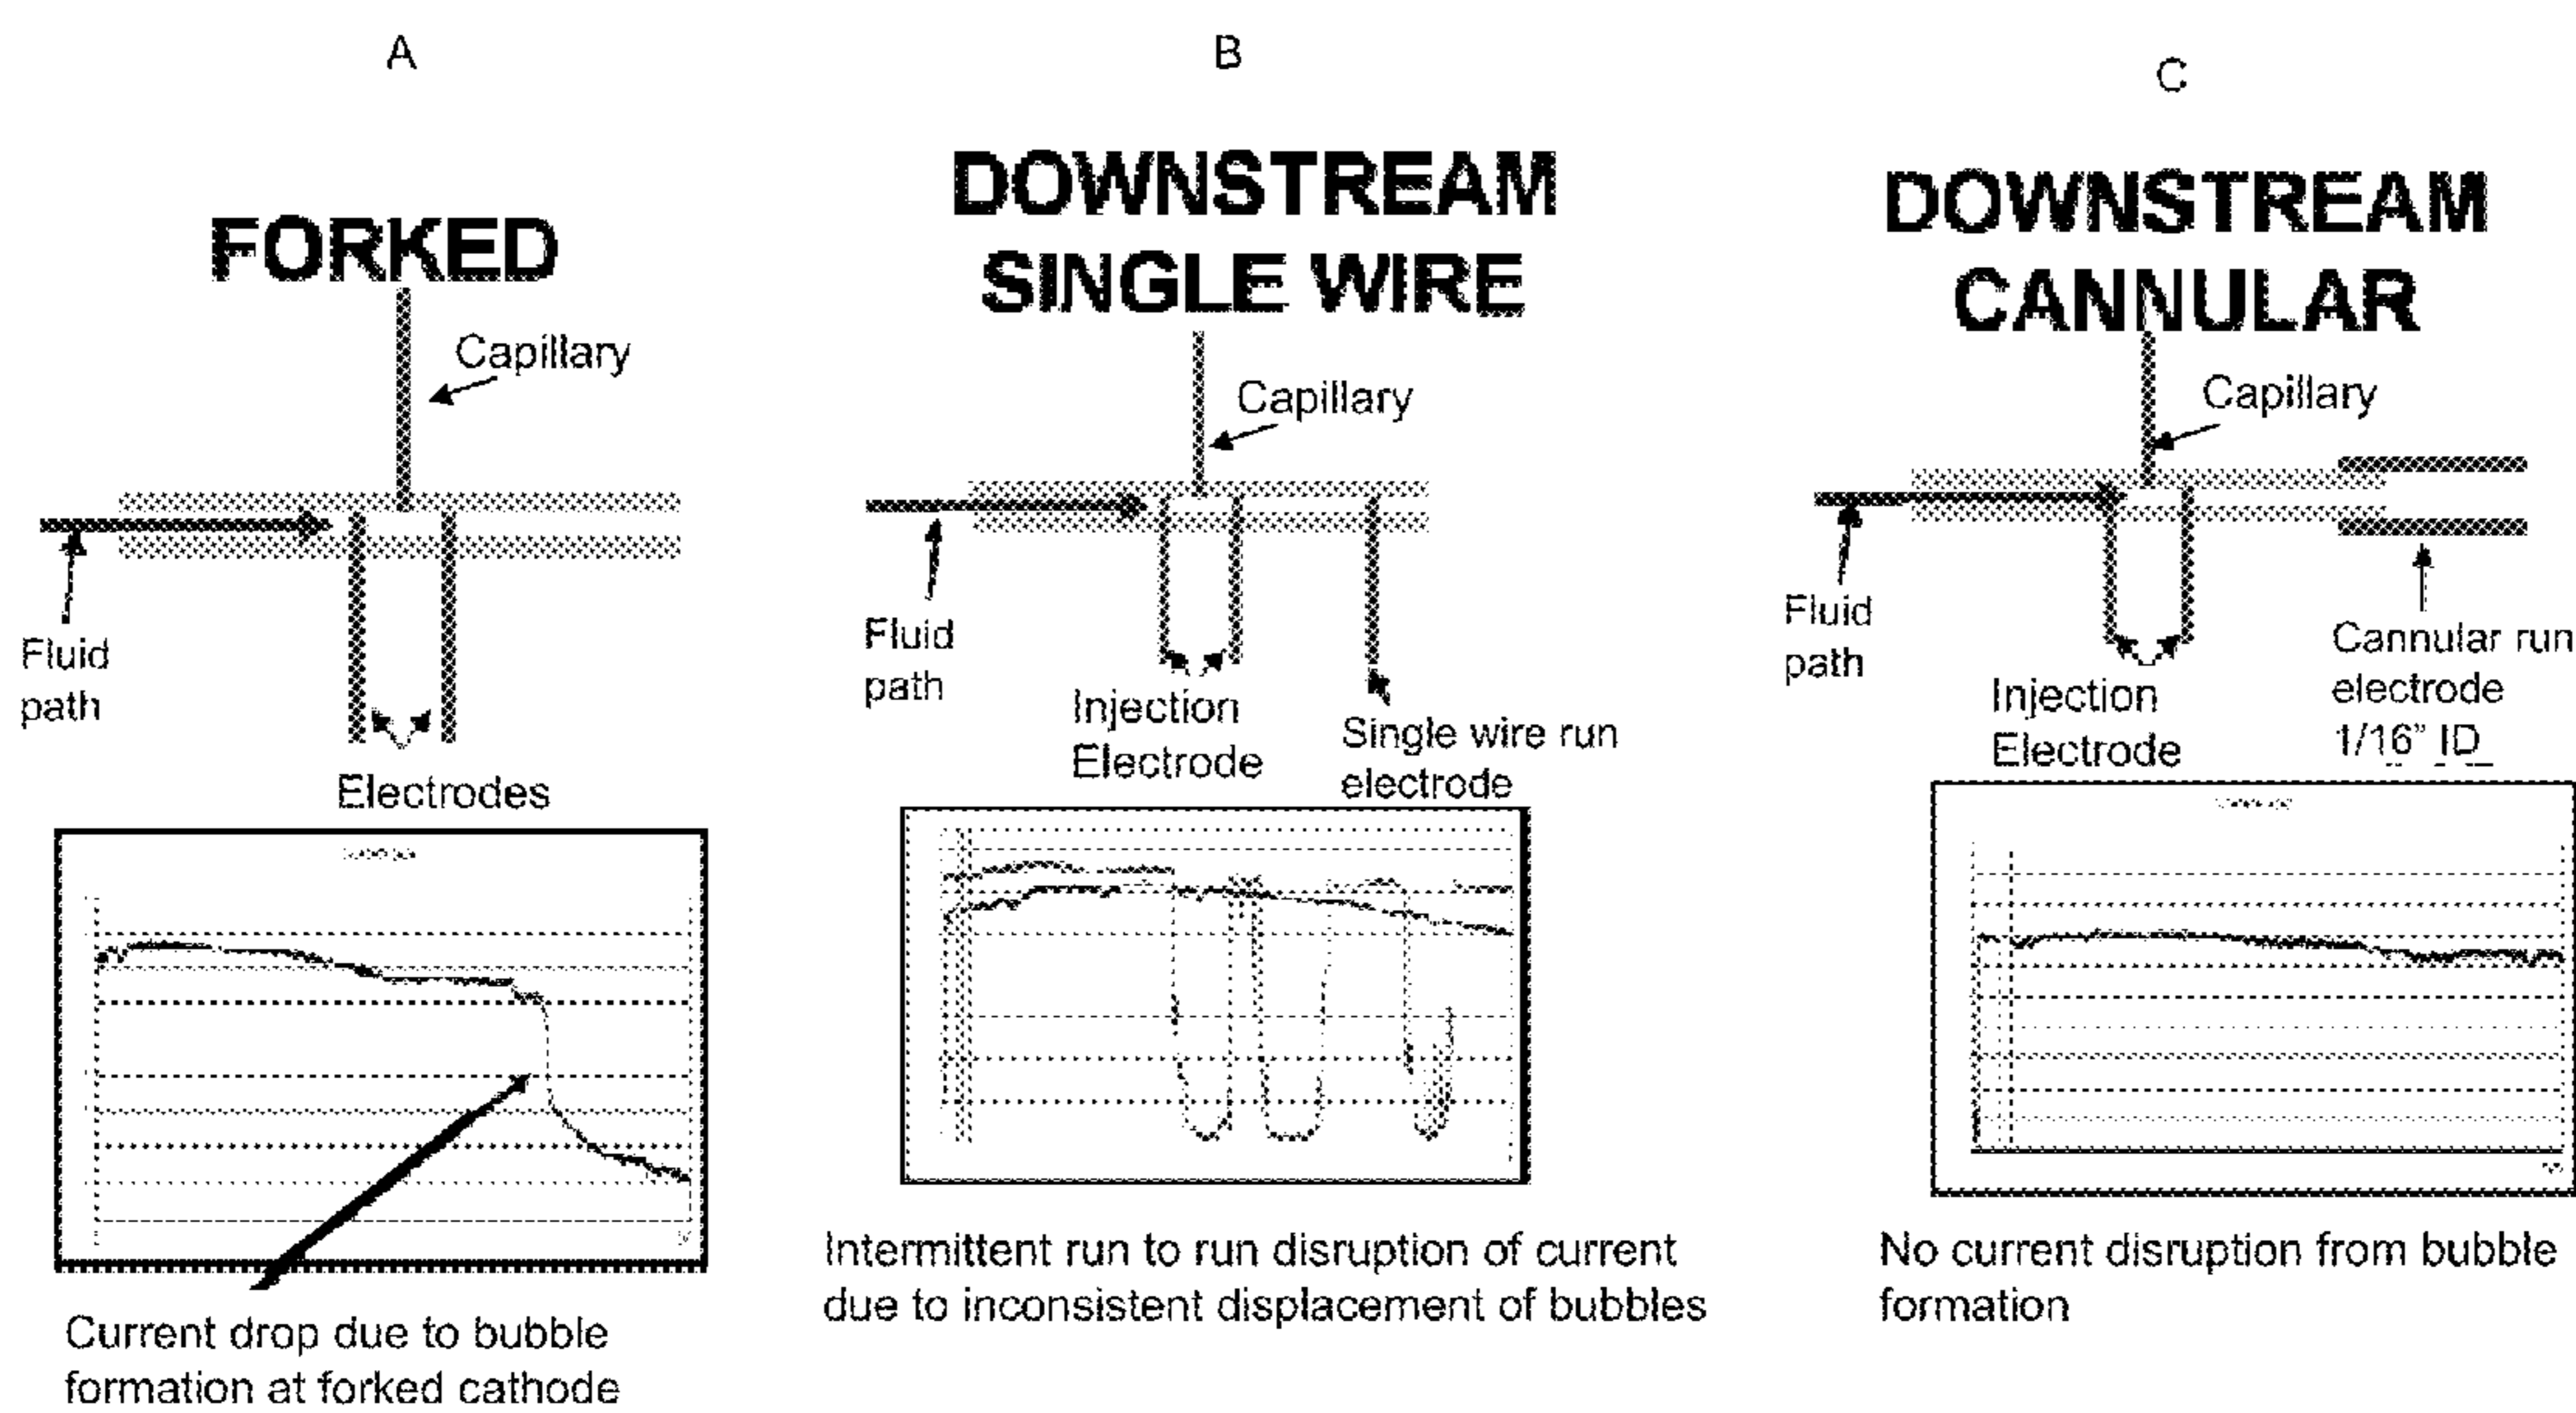 A
FORKED
Capillary
Fluid
path
Electrodes
Current drop due to bubble
formation at forked cathode
B
DOWNSTREAM
SINGLE WIRE
Capillary
Fluid
path
Injection
Electrode
Single wire run
electrode
Intermittent run to run disruption of current
due to inconsistent displacement of bubbles
C
DOWNSTREAM
CANNULAR
Capillary
Fluid
path
Injection
Electrode
Cannular run
electrode
1/16" ID
No current disruption from bubble
formation